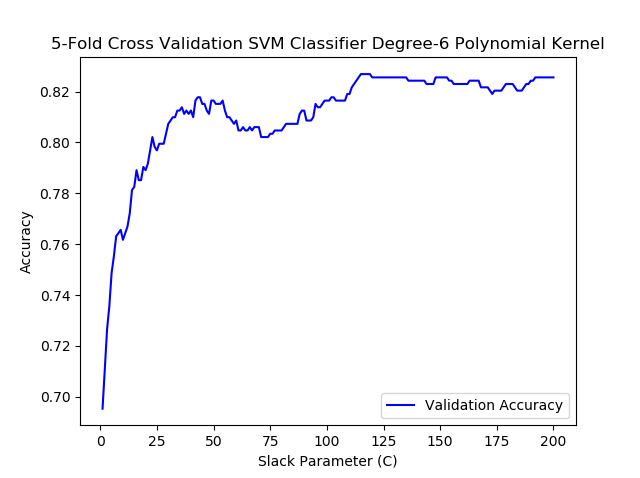 5-Fold Cross Validation SVM Classifier Degree-6 Polynomial Kernel
0.82
0.80
0.78
0.76
0.74
0.72
0.70
Accuracy
Validation Accuracy
0 25 50 75 100 125 150 175 200
Slack Parameter (C)